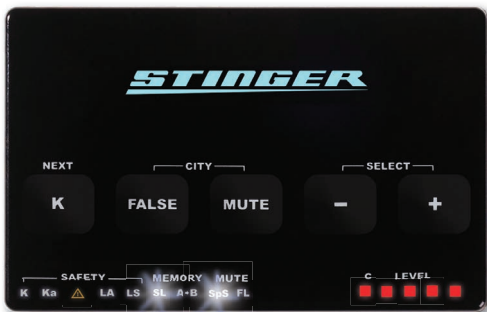 STINGER
NEXT CITY SELECT
K FALSE MUTE - +
SAFETY MEMORY MUTE C LEVEL
K Ka LA LS SL A•B SpS FL